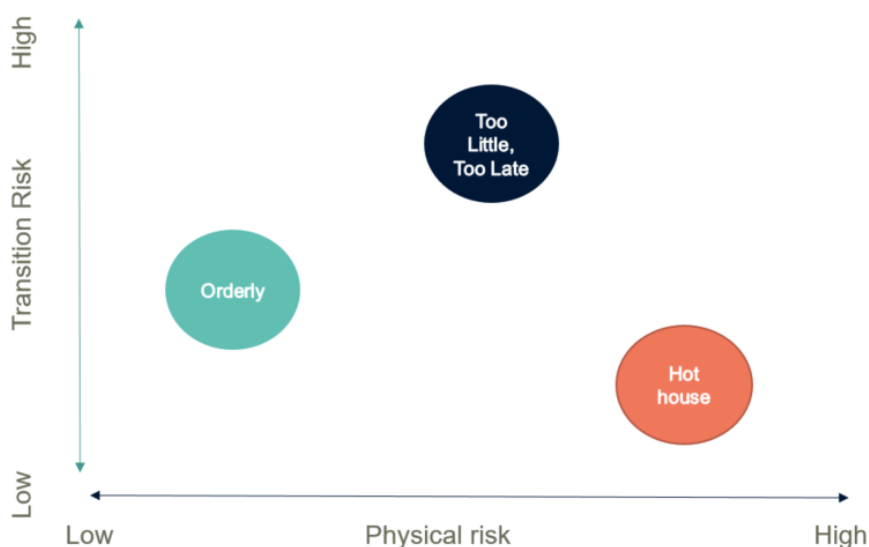 High
Transition Risk
Low
Too
Little,
Too Late
Orderly
Hot
house
Low
Physical risk
High